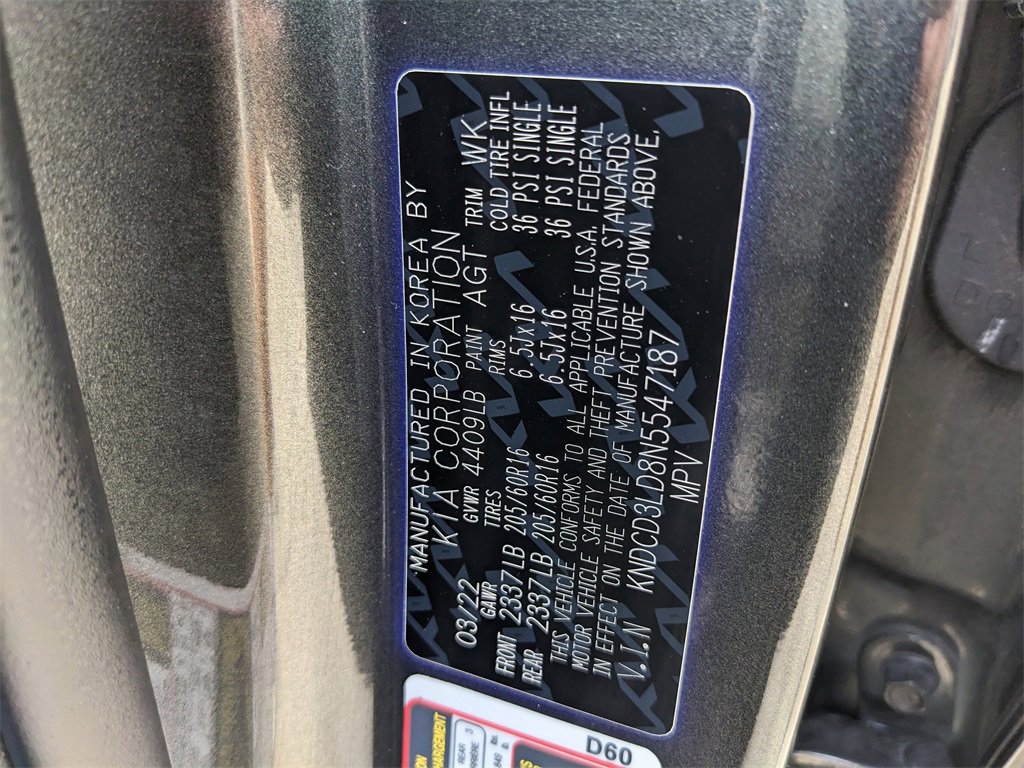 MANUFACTURED IN KOREA BY
03/22 KIA CORPORATION
GVWR 4409LB PAINT AGT TRIM WK
GAWR TIRES RIMS COLD TIRE INFL
FRONT 2337LB 205/60R16 6.5Jx16 36 PSI SINGLE
REAR 2337LB 205/60R16 6.5Jx16 36 PSI SINGLE
THIS VEHICLE CONFORMS TO ALL APPLICABLE U.S.A. FEDERAL
MOTOR VEHICLE SAFETY AND THEFT PREVENTION STANDARDS
IN EFFECT ON THE DATE OF MANUFACTURE SHOWN ABOVE.
V.I.N KNDCD3LD8N5547187
MPV
D60
REAR 3